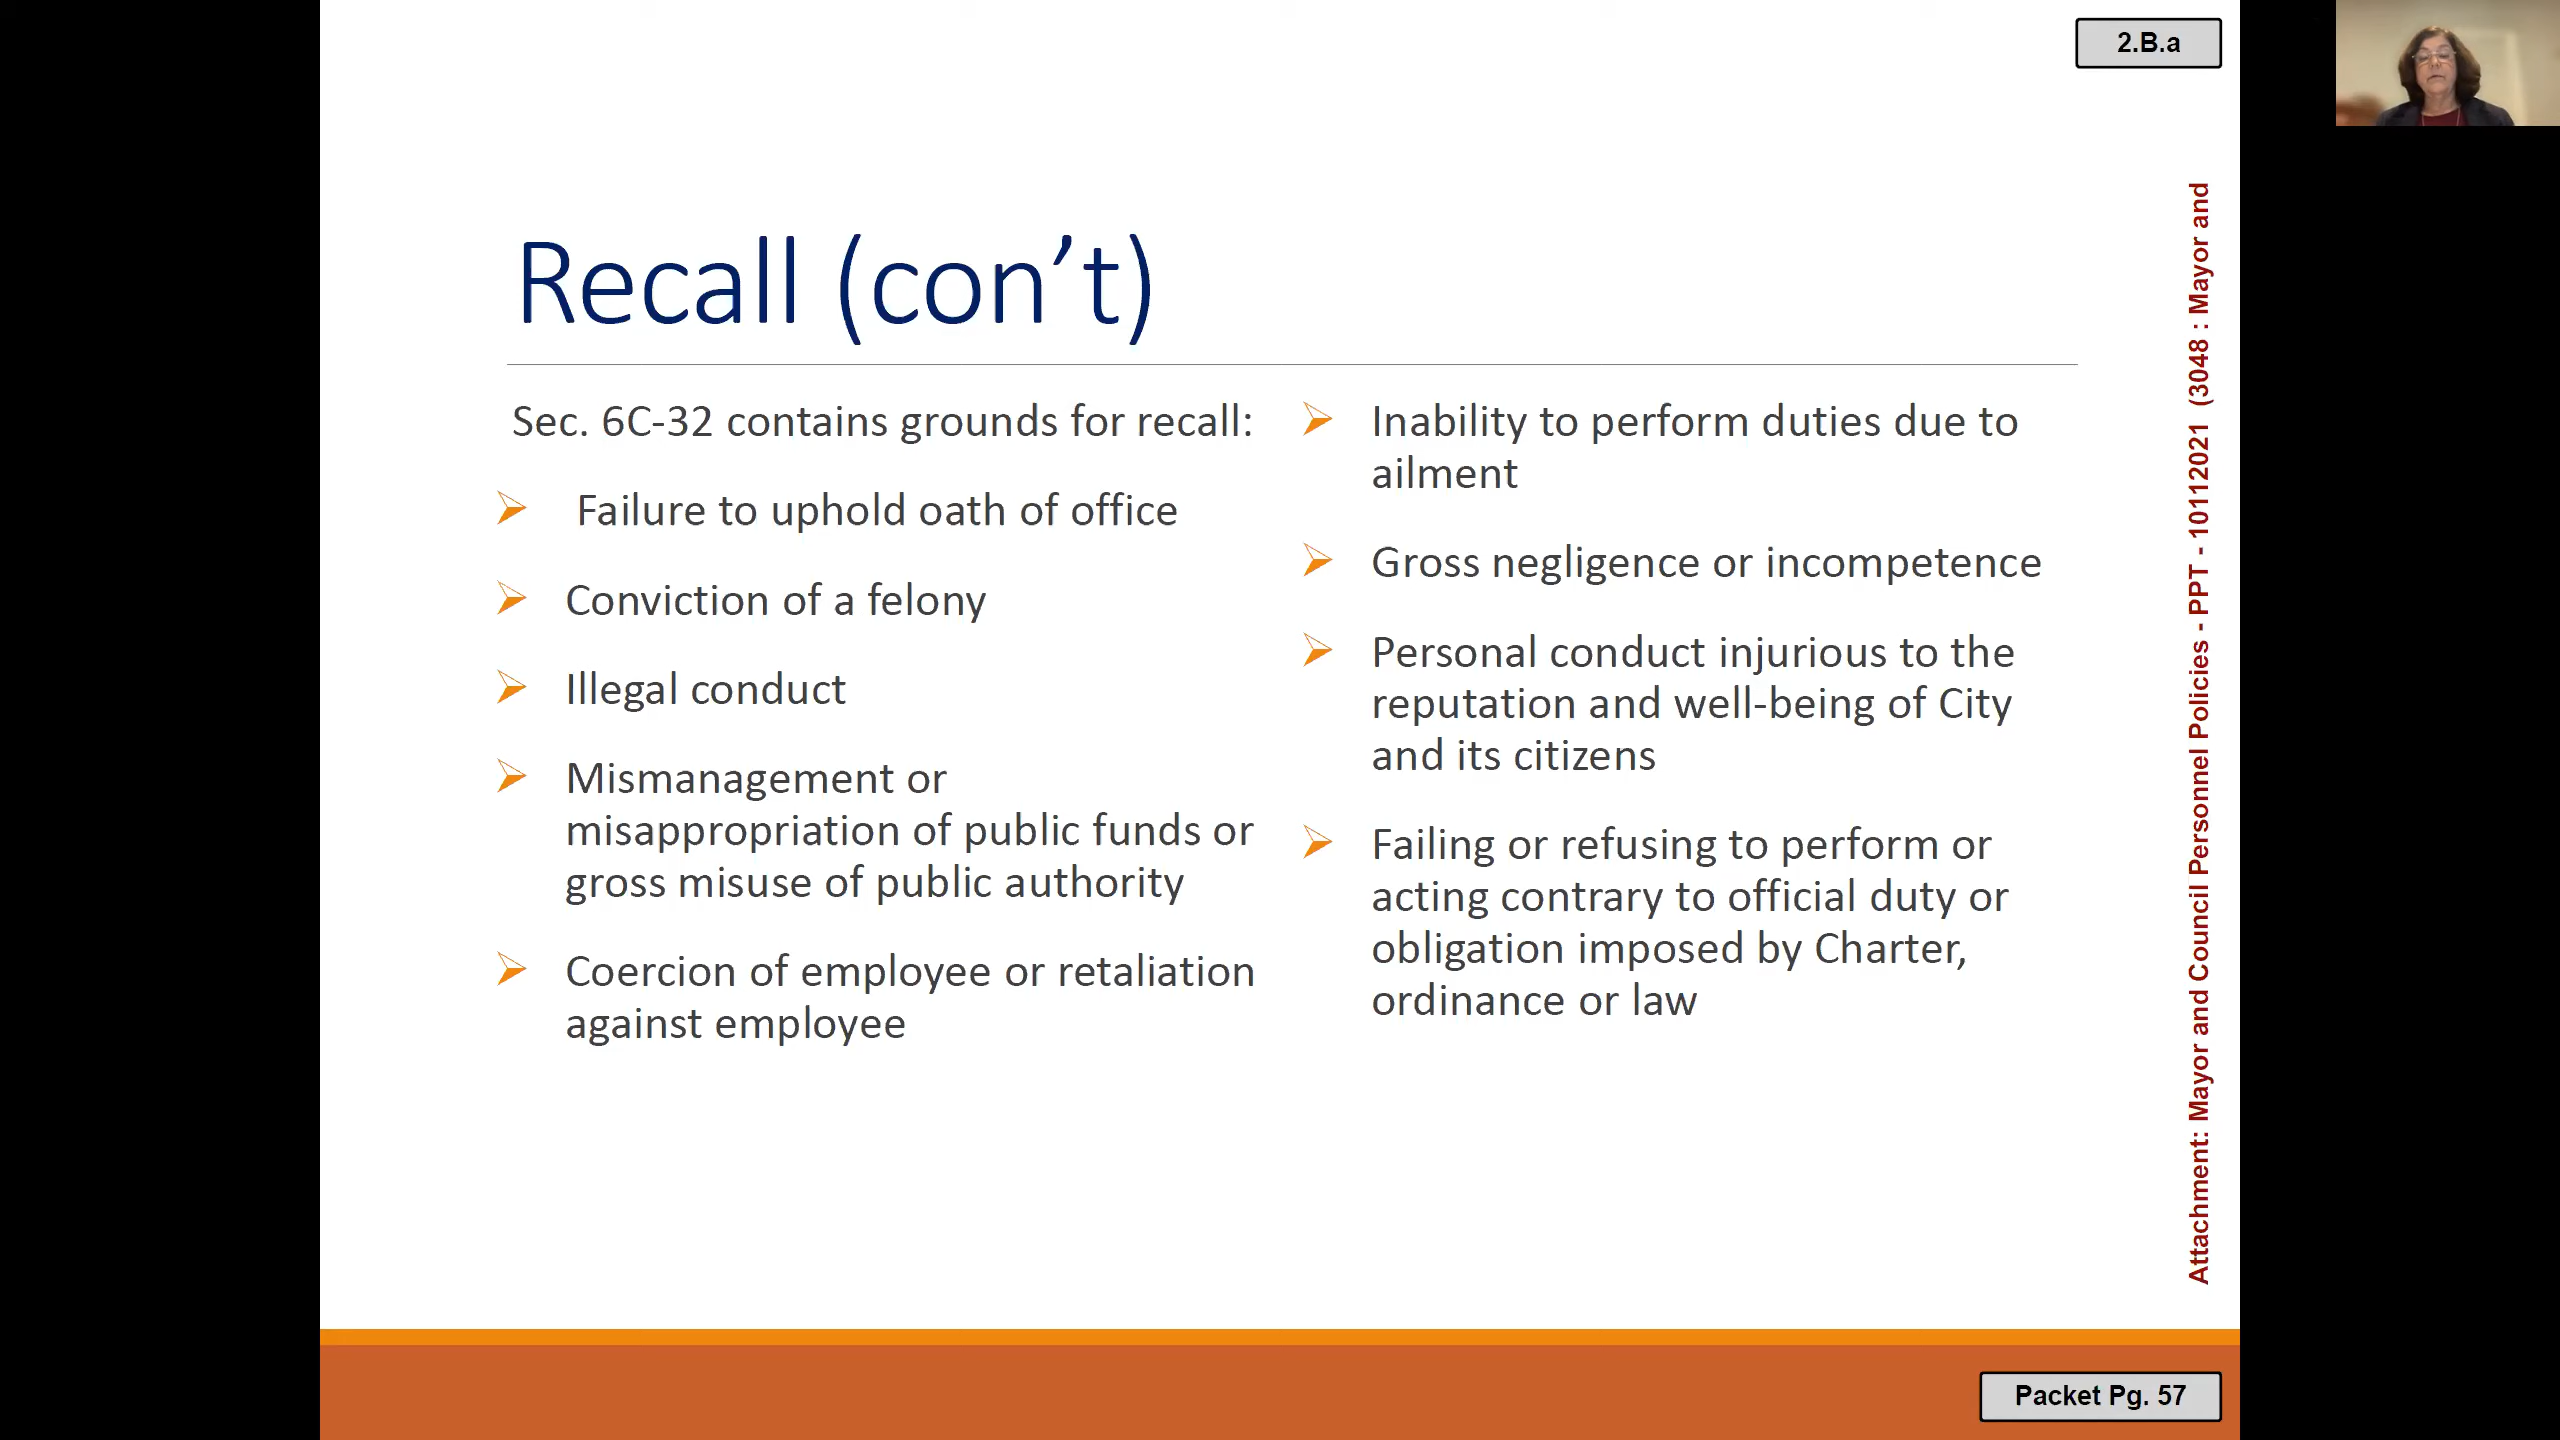 2.B.a
Recall (con’t)
Sec. 6C-32 contains grounds for recall:
Failure to uphold oath of office
Conviction of a felony
Illegal conduct
Mismanagement or
misappropriation of public funds or
gross misuse of public authority
Coercion of employee or retaliation
against employee
Inability to perform duties due to
ailment
Gross negligence or incompetence
Personal conduct injurious to the
reputation and well-being of City
and its citizens
Failing or refusing to perform or
acting contrary to official duty or
obligation imposed by Charter,
ordinance or law
Attachment: Mayor and Council Personnel Policies - PPT - 10112021 (3048 : Mayor and
Packet Pg. 57